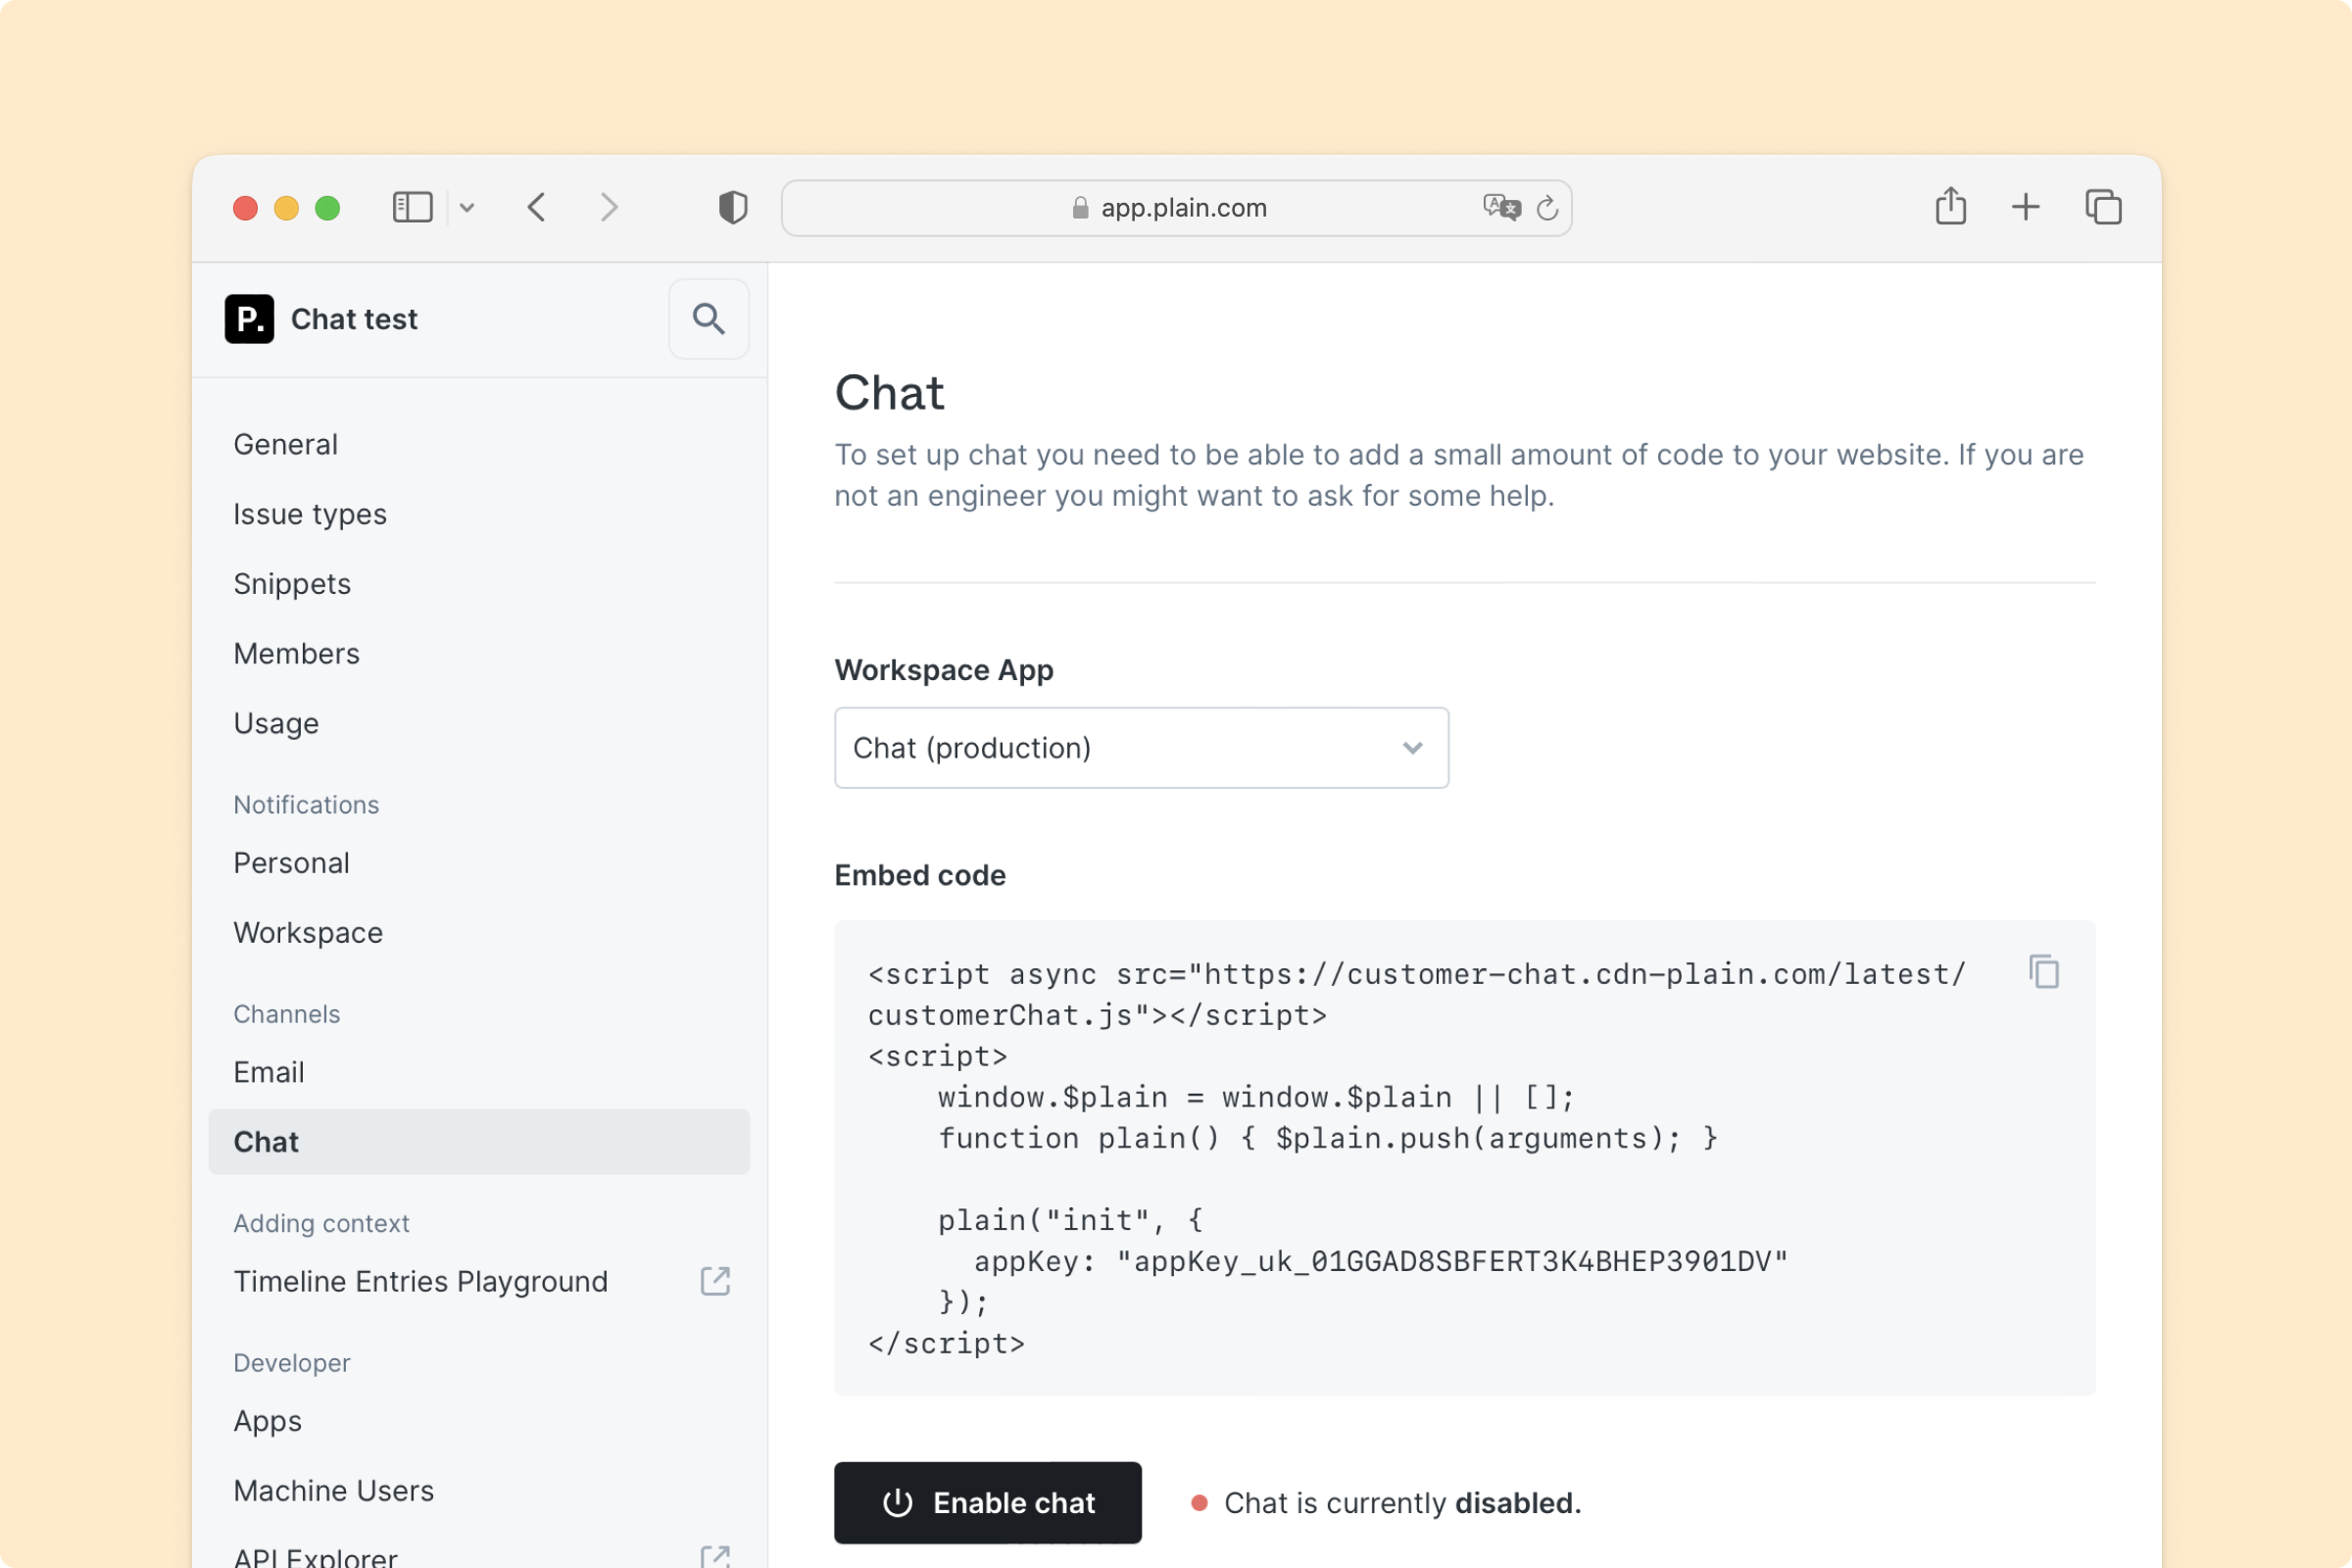 app.plain.com
P. Chat test
General
Issue types
Snippets
Members
Usage
Notifications
Personal
Workspace
Channels
Email
Chat
Adding context
Timeline Entries Playground
Developer
Apps
Machine Users
API Explorer
Chat
To set up chat you need to be able to add a small amount of code to your website. If you are
not an engineer you might want to ask for some help.
Workspace App
Chat (production)
Embed code
<script async src="https://customer-chat.cdn-plain.com/latest/
customerChat.js"></script>
<script>
    window.$plain = window.$plain || [];
    function plain() { $plain.push(arguments); }

    plain("init", {
      appKey: "appKey_uk_01GGAD8SBFERT3K4BHEP3901DV"
    });
</script>
Enable chat
Chat is currently disabled.